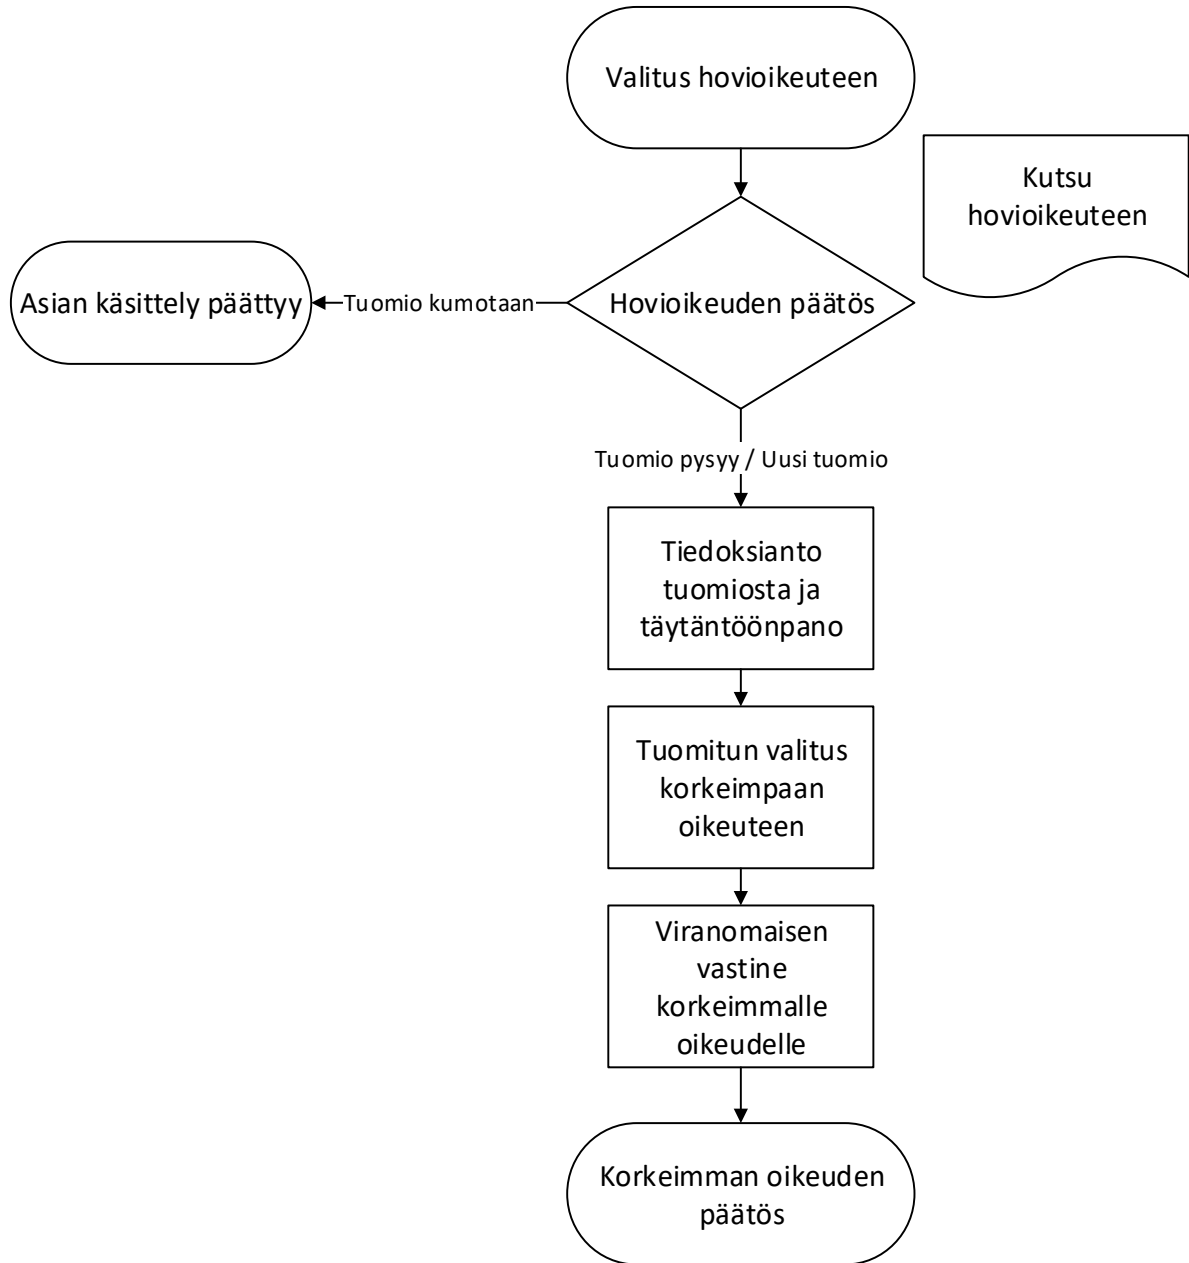 Valitus hovioikeuteen
Kutsu
hovioikeuteen
Asian käsittely päättyy
Tuomio kumotaan
Hovioikeuden päätös
Tuomio pysyy / Uusi tuomio
Tiedoksianto
tuomiosta ja
täytäntöönpano
Tuomitun valitus
korkeimpaan
oikeuteen
Viranomaisen
vastine
korkeimmalle
oikeudelle
Korkeimman oikeuden
päätös